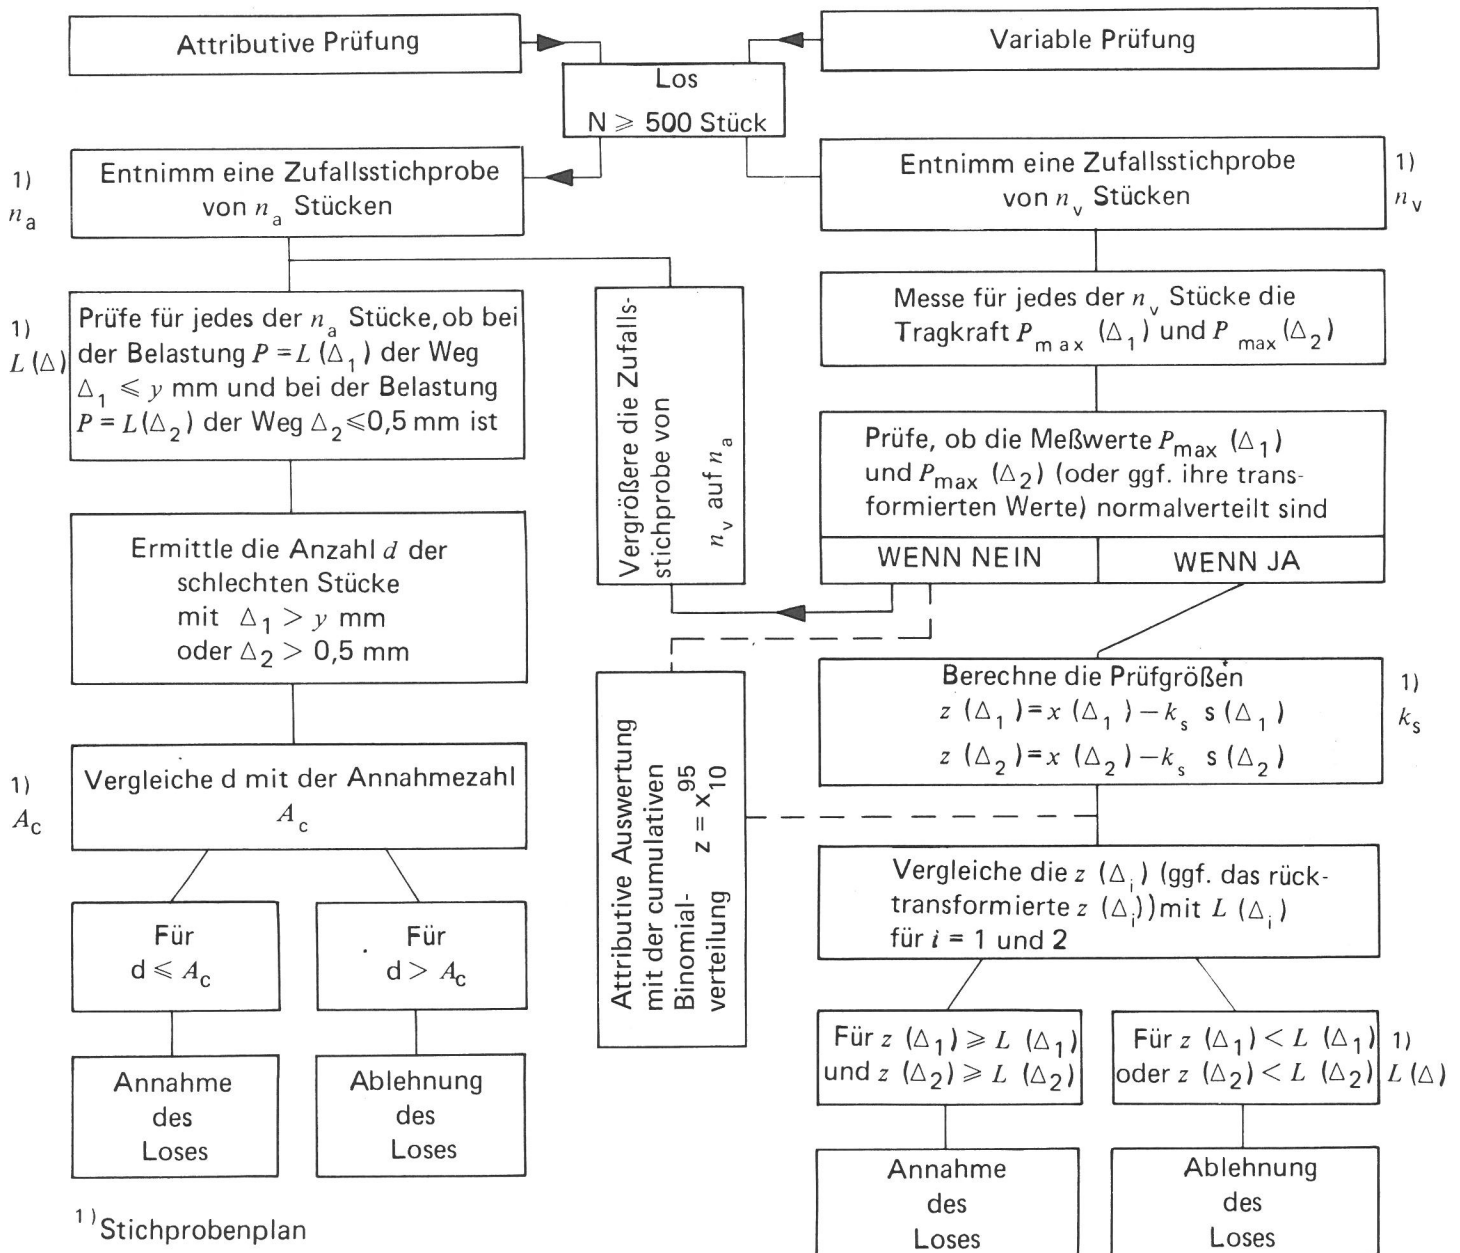 Attributive Prüfung
Variable Prüfung
Los
N ⩾ 500 Stück
1)
n_a
Entnimm eine Zufallsstichprobe
von n_a Stücken
1)
L (Δ)
Prüfe für jedes der n_a Stücke, ob bei
der Belastung P = L (Δ_1) der Weg
Δ_1 ⩽ y mm und bei der Belastung
P = L (Δ_2) der Weg Δ_2 ⩽ 0,5 mm ist
Ermittle die Anzahl d der
schlechten Stücke
mit Δ_1 > y mm
oder Δ_2 > 0,5 mm
1)
A_c
Vergleiche d mit der Annahmezahl
A_c
Für
d ⩽ A_c
Für
d > A_c
Annahme
des
Loses
Ablehnung
des
Loses
1) Stichprobenplan
Vergrößere die Zufalls-
stichprobe von
n_v auf n_a
Attributive Auswertung
mit der cumulativen
Binomial-
verteilung z = x_10^95
Entnimm eine Zufallsstichprobe
von n_v Stücken
1)
n_v
Messe für jedes der n_v Stücke die
Tragkraft P_max (Δ_1) und P_max (Δ_2)
Prüfe, ob die Meßwerte P_max (Δ_1)
und P_max (Δ_2) (oder ggf. ihre trans-
formierten Werte) normalverteilt sind
WENN NEIN
WENN JA
Berechne die Prüfgrößen
z (Δ_1) = x (Δ_1) – k_s s (Δ_1)
z (Δ_2) = x (Δ_2) – k_s s (Δ_2)
1)
k_s
Vergleiche die z (Δ_i) (ggf. das rück-
transformierte z (Δ_i)) mit L (Δ_i)
für i = 1 und 2
Für z (Δ_1) ⩾ L (Δ_1)
und z (Δ_2) ⩾ L (Δ_2)
Für z (Δ_1) < L (Δ_1)
oder z (Δ_2) < L (Δ_2)
1)
L (Δ)
Annahme
des
Loses
Ablehnung
des
Loses